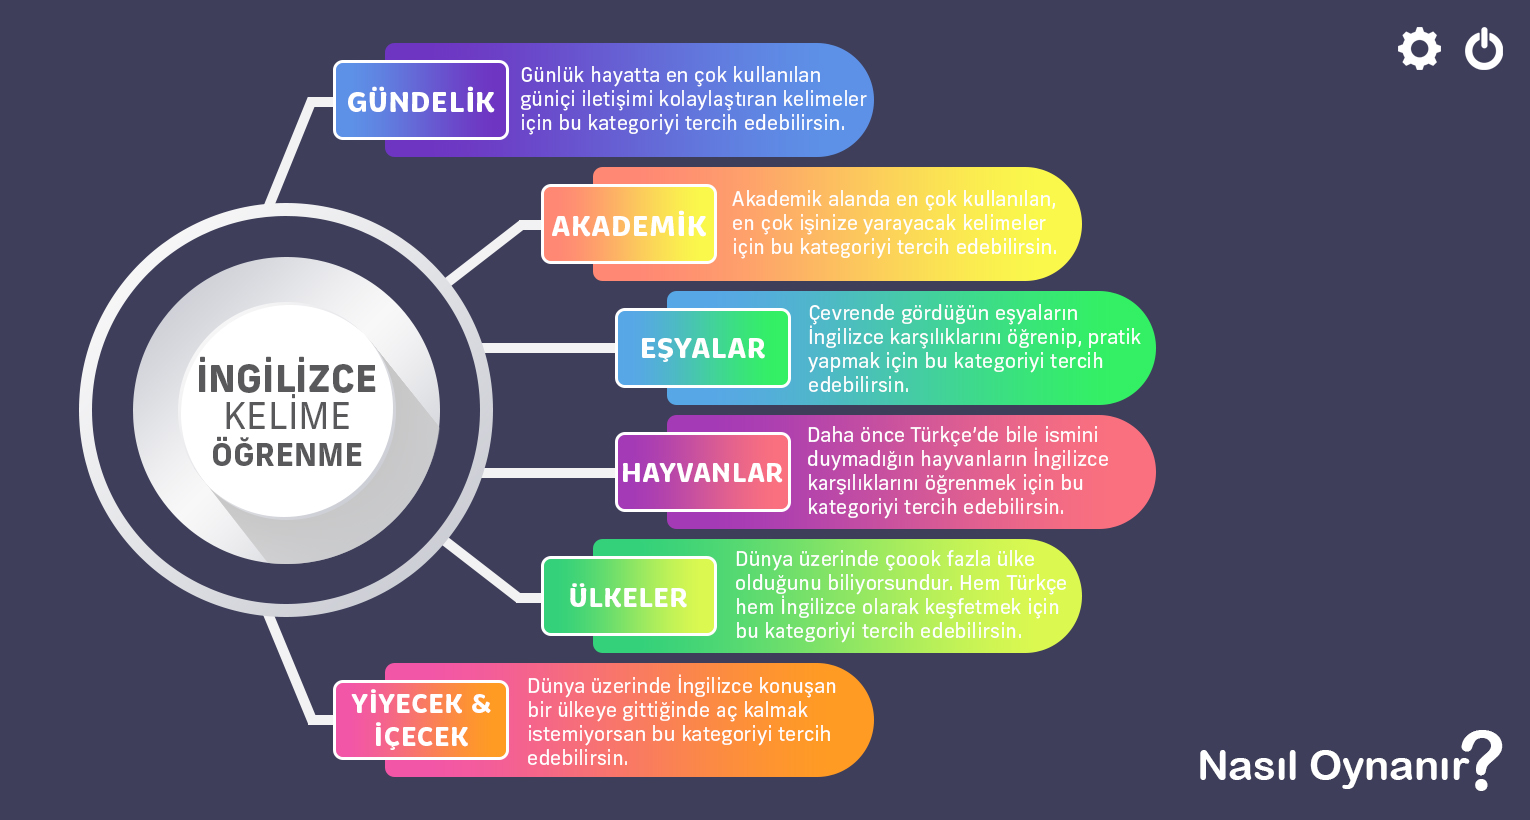 GÜNDELİK
Günlük hayatta en çok kullanılan
güniçi iletişimi kolaylaştıran kelimeler
için bu kategoriyi tercih edebilirsin.
AKADEMİK
Akademik alanda en çok kullanılan,
en çok işinize yarayacak kelimeler
için bu kategoriyi tercih edebilirsin.
İNGİLİZCE
KELİME
ÖĞRENME
EŞYALAR
Çevrende gördüğün eşyaların
İngilizce karşılıklarını öğrenip, pratik
yapmak için bu kategoriyi tercih
edebilirsin.
HAYVANLAR
Daha önce Türkçe'de bile ismini
duymadığın hayvanların İngilizce
karşılıklarını öğrenmek için bu
kategoriyi tercih edebilirsin.
ÜLKELER
Dünya üzerinde çoook fazla ülke
olduğunu biliyorsundur. Hem Türkçe
hem İngilizce olarak keşfetmek için
bu kategoriyi tercih edebilirsin.
YİYECEK &
İÇECEK
Dünya üzerinde İngilizce konuşan
bir ülkeye gittiğinde aç kalmak
istemiyorsan bu kategoriyi tercih
edebilirsin.
Nasıl Oynanır?